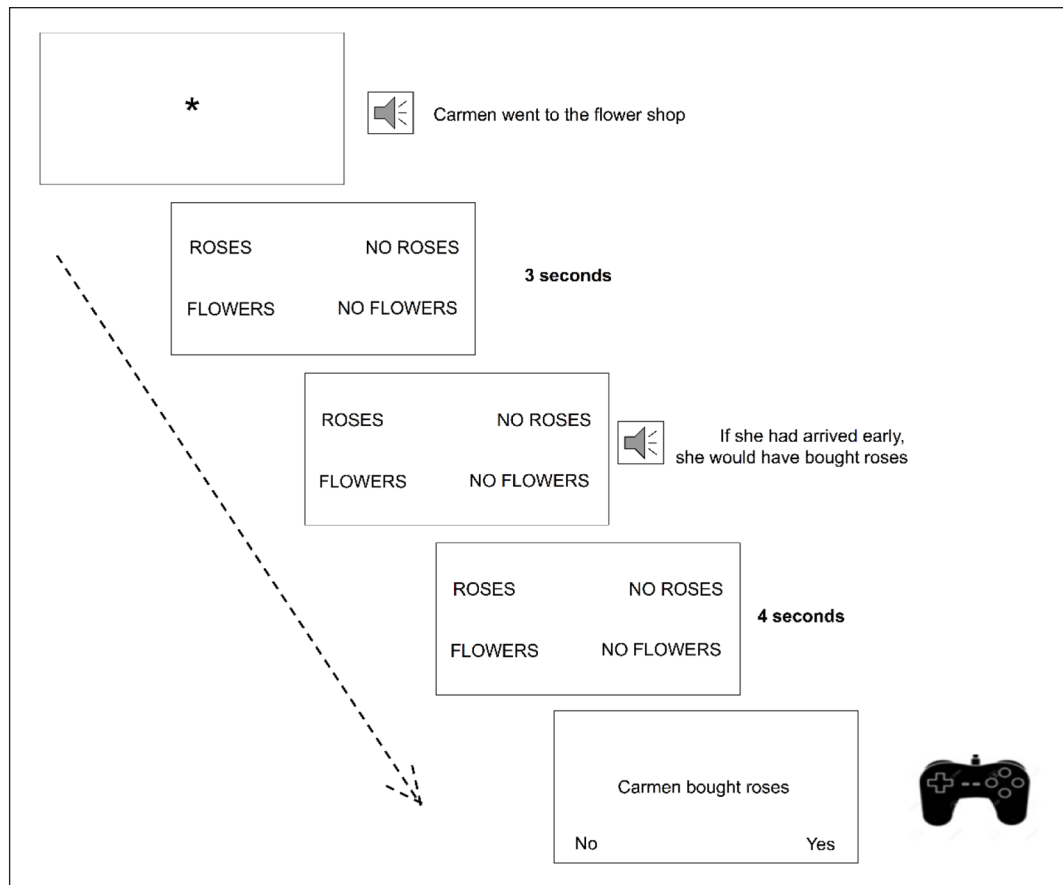 *
Carmen went to the flower shop
ROSES NO ROSES
FLOWERS NO FLOWERS
3 seconds
ROSES NO ROSES
FLOWERS NO FLOWERS
If she had arrived early,
she would have bought roses
ROSES NO ROSES
FLOWERS NO FLOWERS
4 seconds
Carmen bought roses
No Yes